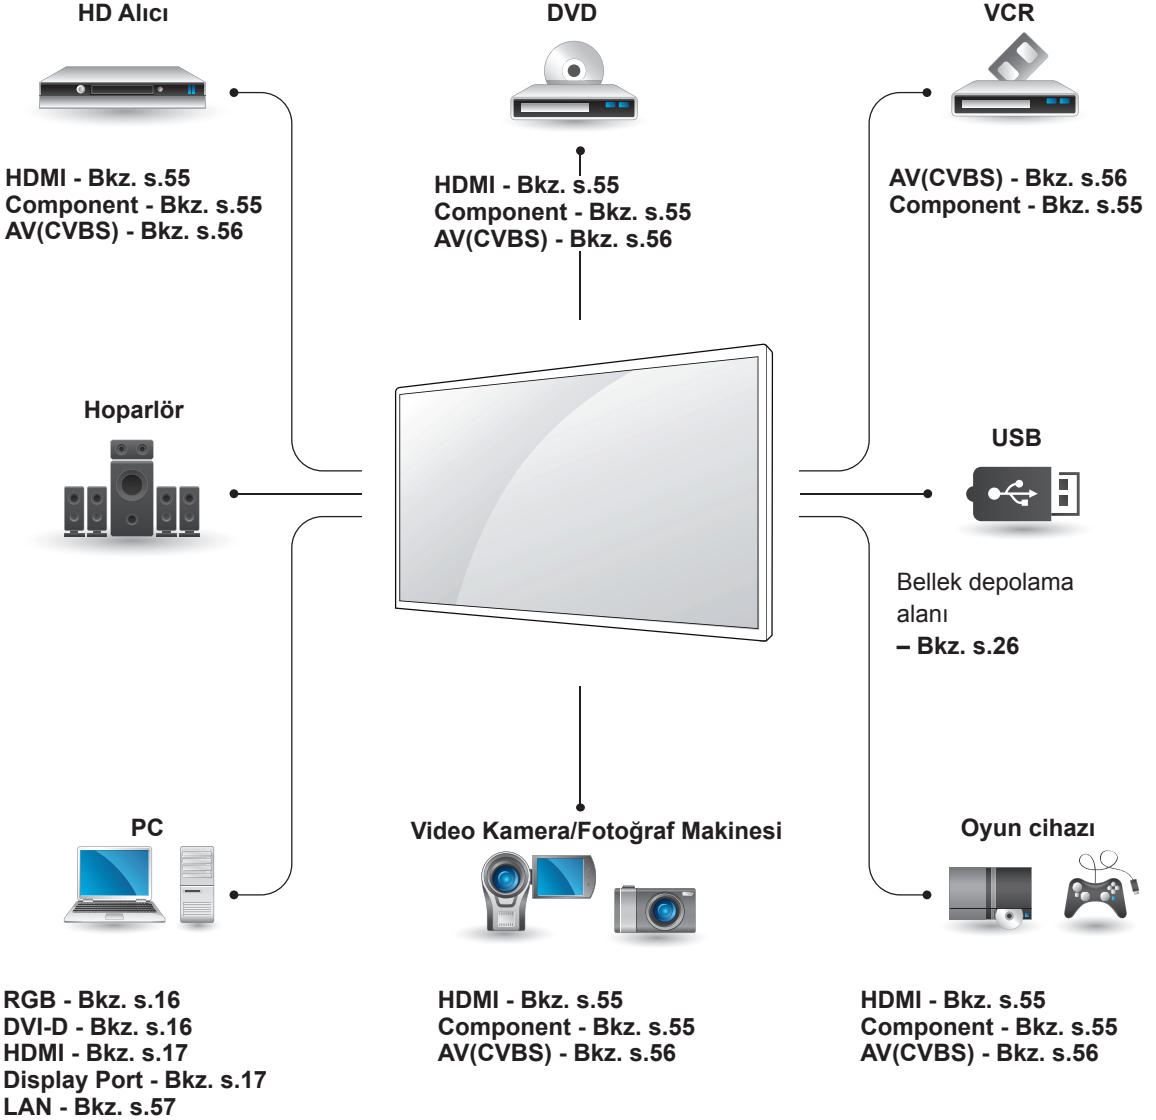 HD Alıcı
HDMI - Bkz. s.55
Component - Bkz. s.55
AV(CVBS) - Bkz. s.56
DVD
HDMI - Bkz. s.55
Component - Bkz. s.55
AV(CVBS) - Bkz. s.56
VCR
AV(CVBS) - Bkz. s.56
Component - Bkz. s.55
Hoparlör
USB
Bellek depolama
alanı
– Bkz. s.26
PC
RGB - Bkz. s.16
DVI-D - Bkz. s.16
HDMI - Bkz. s.17
Display Port - Bkz. s.17
LAN - Bkz. s.57
Video Kamera/Fotoğraf Makinesi
HDMI - Bkz. s.55
Component - Bkz. s.55
AV(CVBS) - Bkz. s.56
Oyun cihazı
HDMI - Bkz. s.55
Component - Bkz. s.55
AV(CVBS) - Bkz. s.56